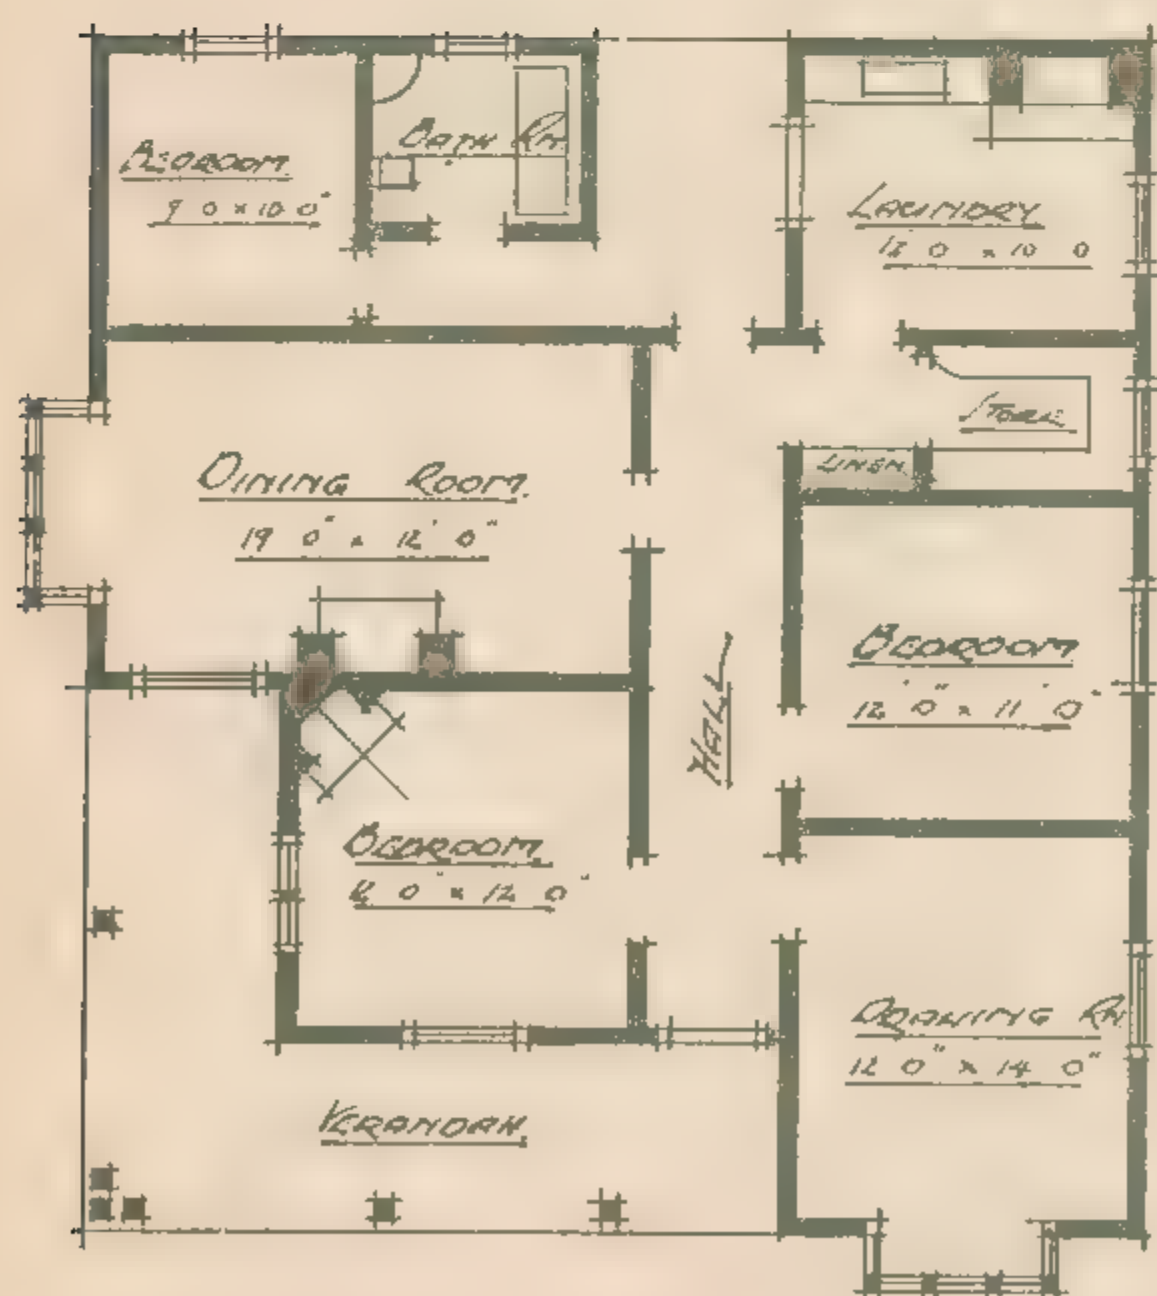 BEDROOM
9 0 x 10 0"
BATH RM
LAUNDRY
12 0 x 10 0
STORE
LINEN
DINING ROOM
19 0" x 12' 0"
BEDROOM
12' 0" x 11' 0"
HALL
BEDROOM
12 0" x 12 0"
DRAWING RM
12 0" x 14 0"
VERANDAH